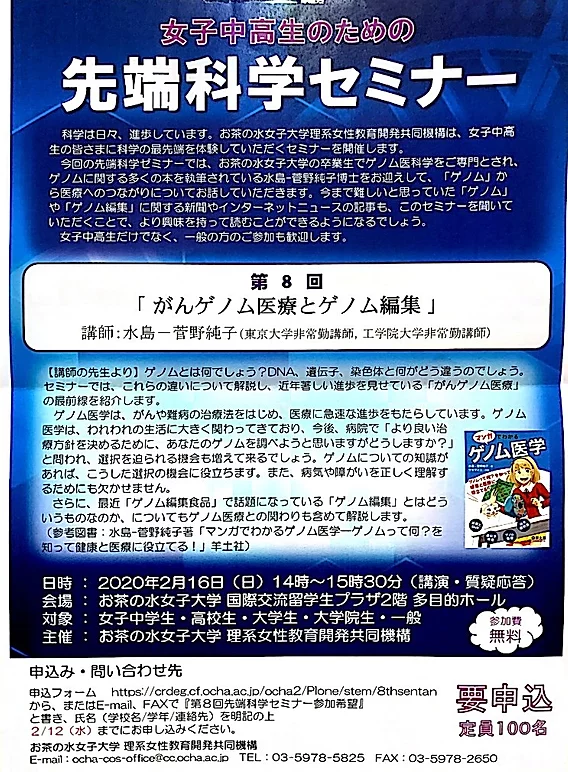 女子中高生のための
先端科学セミナー
科学は日々、進歩しています。お茶の水女子大学理系女性教育開発共同機構は、女子中高
生の皆さまに科学の最先端を体験していただくセミナーを開催します。
今回の先端科学セミナーでは、お茶の水女子大学の卒業生でゲノム医科学をご専門とされ、
ゲノムに関する多くの本を執筆されている水島-菅野純子博士をお迎えして、「ゲノム」か
ら医療へのつながりについてお話していただきます。今まで難しいと思っていた「ゲノム」
や「ゲノム編集」に関する新聞やインターネットニュースの記事も、このセミナーを聞いて
いただくことで、より興味を持って読むことができるようになるでしょう。
女子中高生だけでなく、一般の方のご参加も歓迎します。
第 8 回
「 がんゲノム医療とゲノム編集 」
講師:水島－菅野純子(東京大学非常勤講師, 工学院大学非常勤講師)
【講師の先生より】ゲノムとは何でしょう?DNA、遺伝子、染色体と何がどう違うのでしょう。
セミナーでは、これらの違いについて解説し、近年著しい進歩を見せている「がんゲノム医療」
の最前線を紹介します。
ゲノム医学は、がんや難病の治療法をはじめ、医療に急速な進歩をもたらしています。ゲノム
医学は、われわれの生活に大きく関わってきており、今後、病院で「より良い治
療方針を決めるために、あなたのゲノムを調べようと思いますがどうしますか?」
と問われ、選択を迫られる機会も増えて来るでしょう。ゲノムについての知識が
あれば、こうした選択の機会に役立ちます。また、病気や障がいを正しく理解す
るためにも欠かせません。
さらに、最近「ゲノム編集食品」で話題になっている「ゲノム編集」とはどう
いうものなのか、についてもゲノム医療との関わりも含めて解説します。
(参考図書:水島-菅野純子著「マンガでわかるゲノム医学ーゲノムって何?を
知って健康と医療に役立てる!」羊土社)
マンガでわかる
ゲノム医学
日時 : 2020年2月16日（日）14時～15時30分（講演・質疑応答）
会場 : お茶の水女子大学 国際交流留学生プラザ2階 多目的ホール
対象 : 女子中学生・高校生・大学生・大学院生・一般
主催 : お茶の水女子大学 理系女性教育開発共同機構
参加費
無料
申込み・問い合わせ先
申込フォーム https://crdeg.cf.ocha.ac.jp/ocha2/Plone/stem/8thsentan
から、またはE-mail、FAXで『第8回先端科学セミナー参加希望』
と書き、氏名（学校名/学年/連絡先）を明記の上
2/12（水）までにお申し込みください。
要申込
定員100名
お茶の水女子大学 理系女性教育開発共同機構
E-mail : ocha-cos-office@cc.ocha.ac.jp TEL : 03-5978-5825 FAX : 03-5978-2650